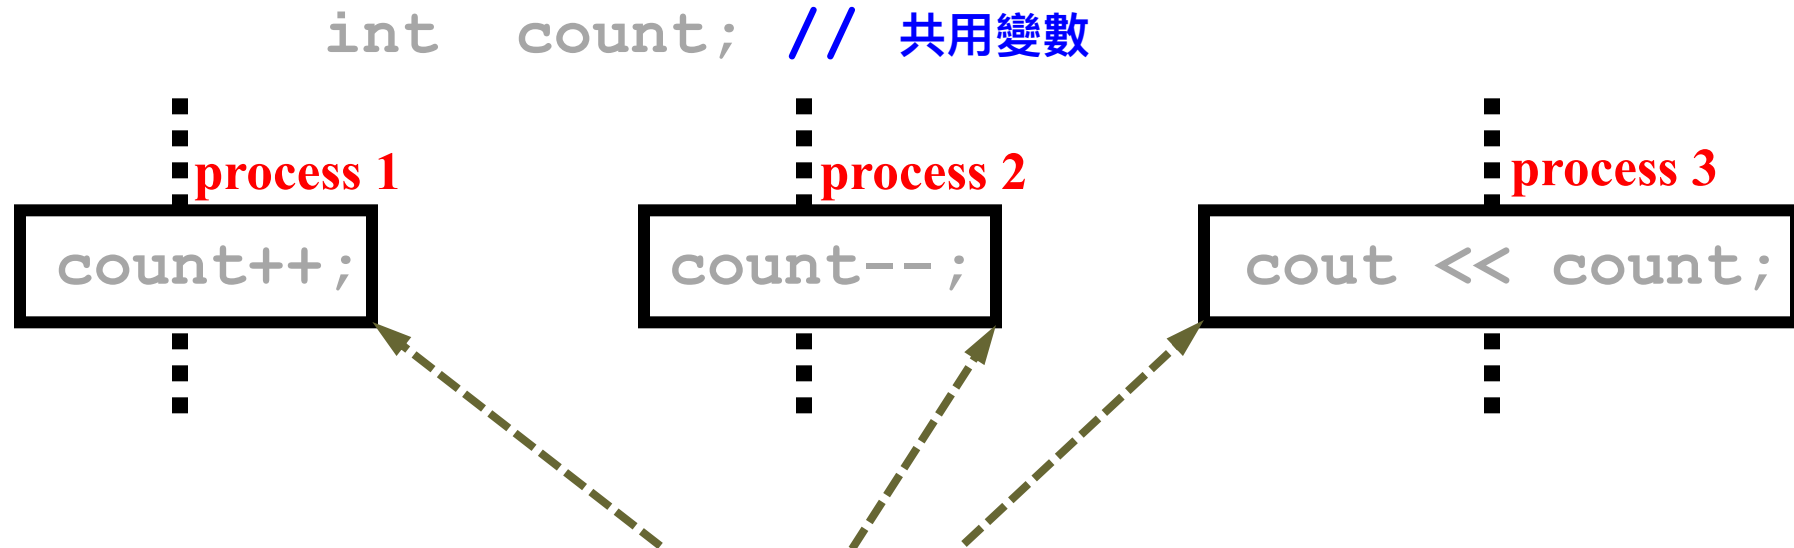 int count; // 共用變數
process 1
process 2
process 3
count++;
count--;
cout << count;